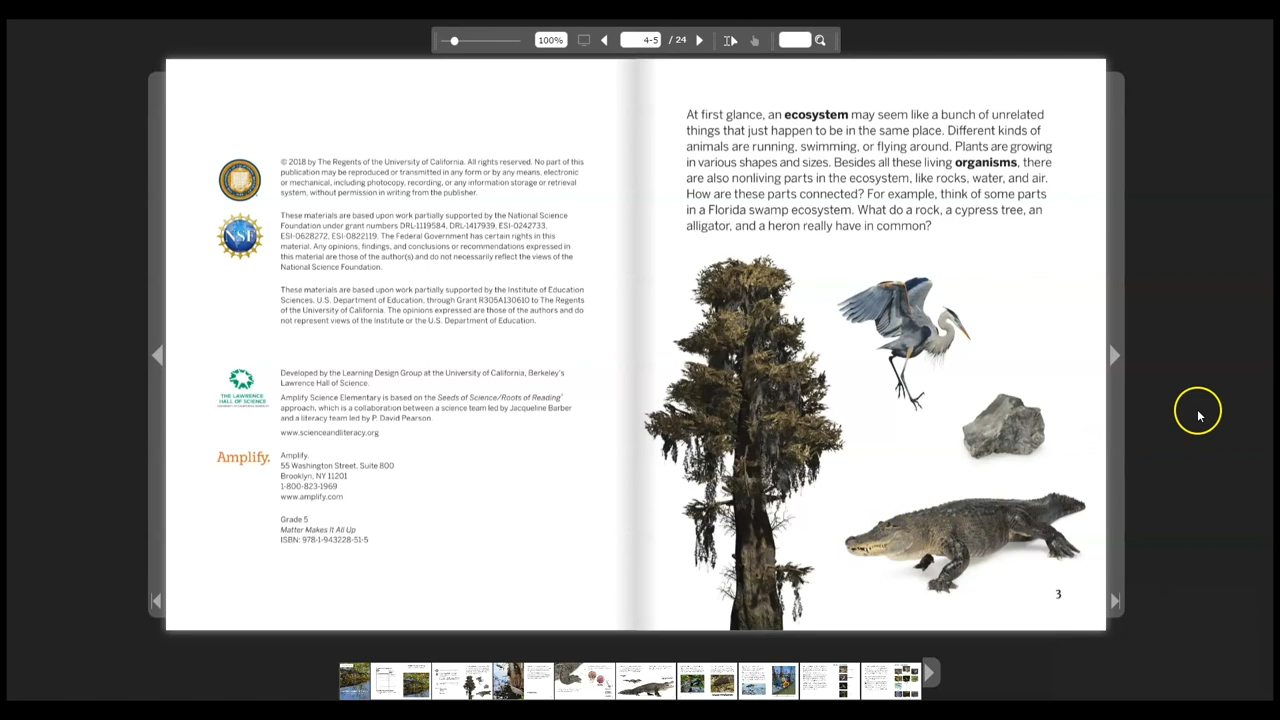 100%
4-5
/ 24
© 2018 by The Regents of the University of California. All rights reserved. No part of this
publication may be reproduced or transmitted in any form or by any means, electronic
or mechanical, including photocopy, recording, or any information storage or retrieval
system, without permission in writing from the publisher.
NSF
These materials are based upon work partially supported by the National Science
Foundation under grant numbers DRL-1119584, DRL-1417939, ESI-0242733,
ESI-0628272, ESI-0822119. The Federal Government has certain rights in this
material. Any opinions, findings, and conclusions or recommendations expressed in
this material are those of the author(s) and do not necessarily reflect the views of the
National Science Foundation.
These materials are based upon work partially supported by the Institute of Education
Sciences, U.S. Department of Education, through Grant R305A130610 to The Regents
of the University of California. The opinions expressed are those of the authors and do
not represent views of the Institute or the U.S. Department of Education.
THE LAWRENCE
HALL OF SCIENCE
Developed by the Learning Design Group at the University of California, Berkeley's
Lawrence Hall of Science.
Amplify Science Elementary is based on the Seeds of Science/Roots of Reading®
approach, which is a collaboration between a science team led by Jacqueline Barber
and a literacy team led by P. David Pearson.
www.scienceandliteracy.org
Amplify.
Amplify.
55 Washington Street, Suite 800
Brooklyn, NY 11201
1-800-823-1969
www.amplify.com
Grade 5
Matter Makes It All Up
ISBN: 978-1-943228-51-5
At first glance, an ecosystem may seem like a bunch of unrelated
things that just happen to be in the same place. Different kinds of
animals are running, swimming, or flying around. Plants are growing
in various shapes and sizes. Besides all these living organisms, there
are also nonliving parts in the ecosystem, like rocks, water, and air.
How are these parts connected? For example, think of some parts
in a Florida swamp ecosystem. What do a rock, a cypress tree, an
alligator, and a heron really have in common?
3